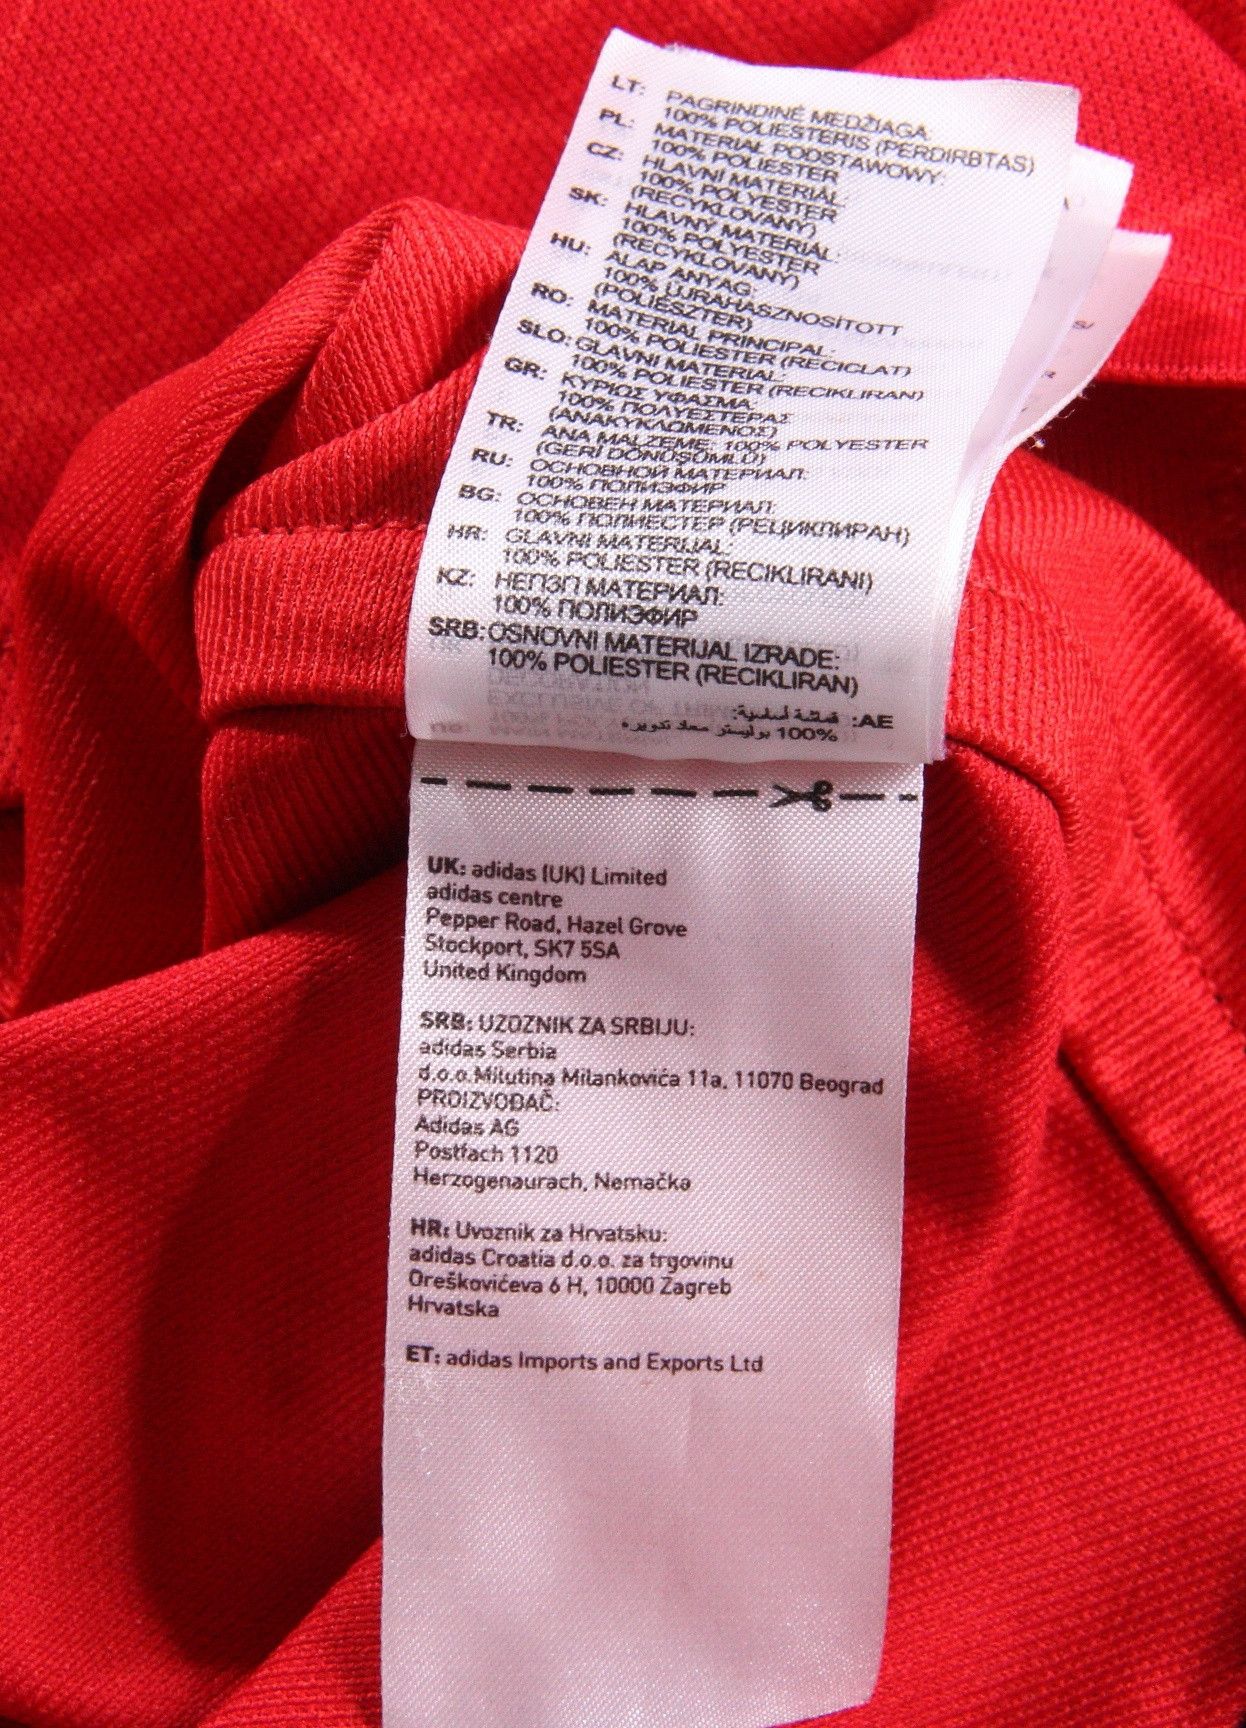 LT: PAGRINDINĖ MEDŽIAGA:
100% POLIESTERIS (PERDIRBTAS)
PL: MATERIAŁ PODSTAWOWY:
100% POLIESTER
CZ: HLAVNÍ MATERIÁL:
100% POLYESTER
(RECYKLOVANÝ)
SK: HLAVNÝ MATERIÁL:
100% POLYESTER
(RECYKLOVANÝ)
HU: ALAP ANYAG:
100% ÚJRAHASZNOSÍTOTT
(POLIÉSZTER)
RO: MATERIAL PRINCIPAL:
100% POLIESTER (RECICLAT)
SLO: GLAVNI MATERIAL:
100% POLIESTER (RECIKLIRAN)
GR: ΚΥΡΙΩΣ ΥΦΑΣΜΑ:
100% ΠΟΛΥΕΣΤΕΡΑΣ
(ΑΝΑΚΥΚΛΩΜΕΝΟΣ)
TR: ANA MALZEME: 100% POLYESTER
(GERİ DÖNÜŞÜMLÜ)
RU: ОСНОВНОЙ МАТЕРИАЛ:
100% ПОЛИЭФИР
BG: ОСНОВЕН МАТЕРИАЛ:
100% ПОЛИЕСТЕР (РЕЦИКЛИРАН)
HR: GLAVNI MATERIJAL:
100% POLIESTER (RECIKLIRANI)
KZ: НЕГІЗГІ МАТЕРИАЛ:
100% ПОЛИЭФИР
SRB: OSNOVNI MATERIJAL IZRADE:
100% POLIESTER (RECIKLIRAN)
AE: قماشة أساسية:
100% بوليستر معاد تدويره
UK: adidas (UK) Limited
adidas centre
Pepper Road, Hazel Grove
Stockport, SK7 5SA
United Kingdom
SRB: UZOZNIK ZA SRBIJU:
adidas Serbia
d.o.o.Milutina Milankovića 11a, 11070 Beograd
PROIZVOĐAČ:
Adidas AG
Postfach 1120
Herzogenaurach, Nemačka
HR: Uvoznik za Hrvatsku:
adidas Croatia d.o.o. za trgovinu
Oreškovićeva 6 H, 10000 Zagreb
Hrvatska
ET: adidas Imports and Exports Ltd